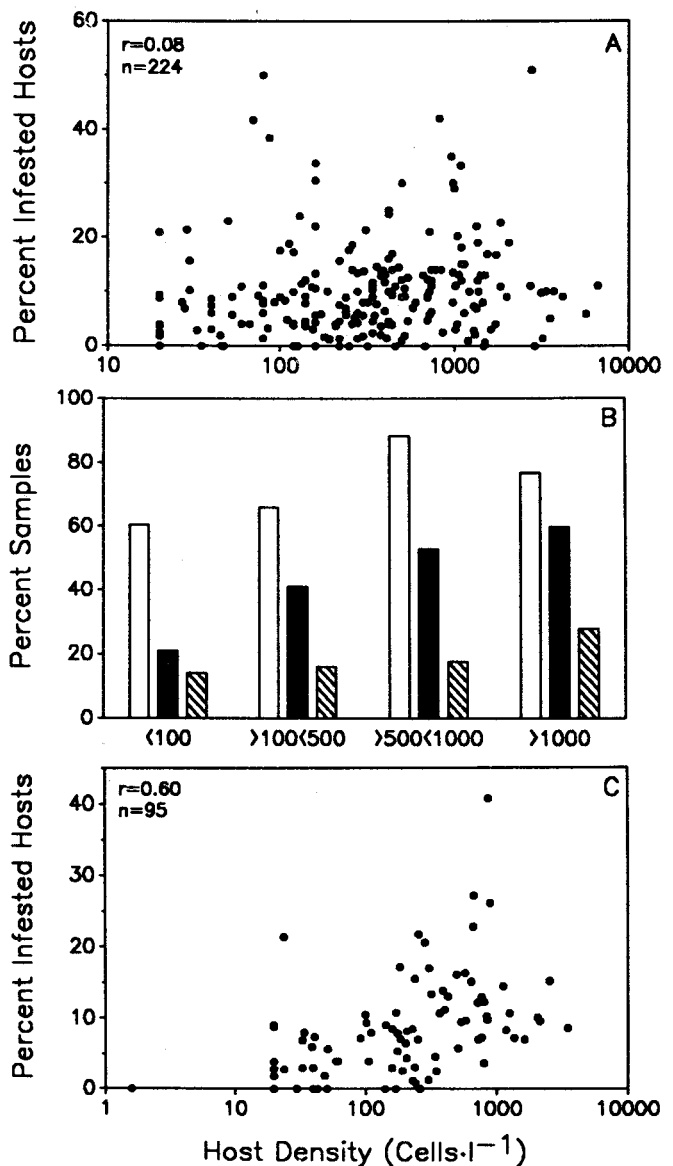 60
A
r=0.08
n=224
40
20
0
Percent Infested Hosts
10 100 1000 10000
100
B
80
60
40
20
0
Percent Samples
<100 >100<500 >500<1000 >1000
C
r=0.60
n=95
40
30
20
10
0
Percent Infested Hosts
1 10 100 1000 10000
Host Density (Cells·l⁻¹)